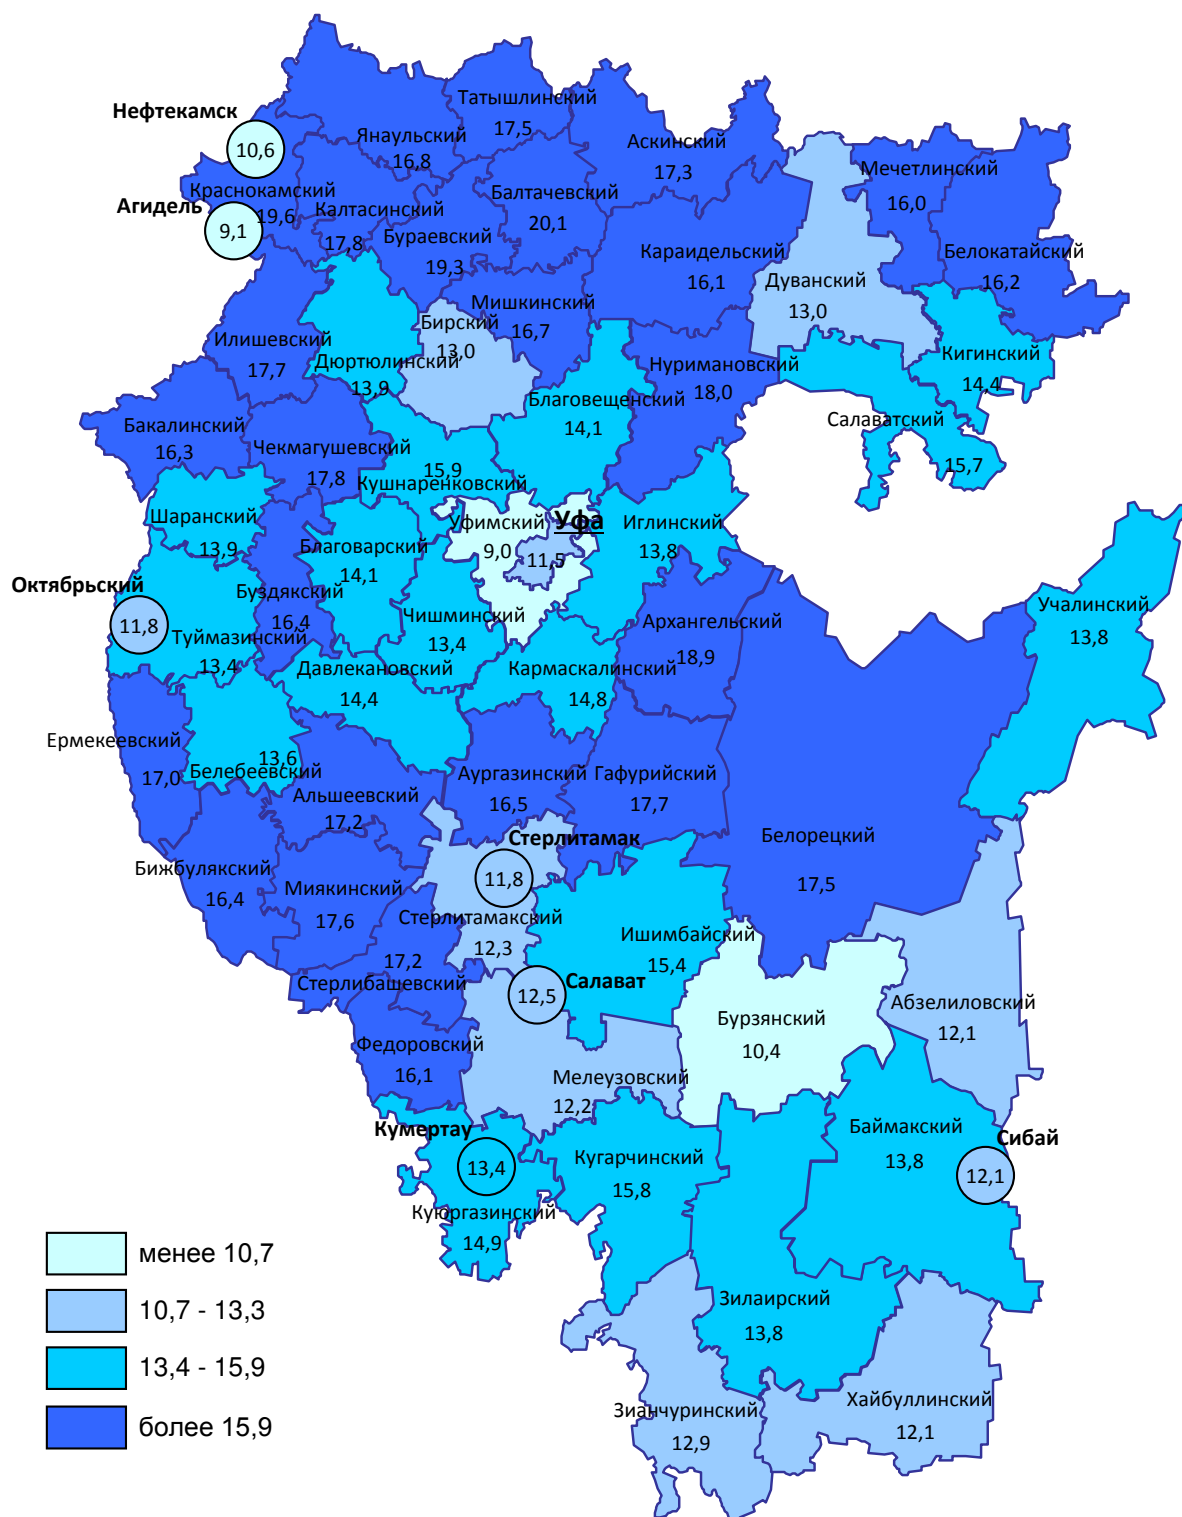 Татышлинский
17,5
Нефтекамск
10,6
Янаульский
16,8
Аскинский
17,3
Мечетлинский
16,0
Краснокамский
19,6
Агидель
9,1
Калтасинский
17,8
Балтачевский
20,1
Бураевский
19,3
Караидельский
16,1
Белокатайский
16,2
Дуванский
13,0
Мишкинский
16,7
Бирский
13,0
Илишевский
17,7
Дюртюлинский
13,9
Нуримановский
18,0
Кигинский
14,4
Благовещенский
14,1
Салаватский
15,7
Бакалинский
16,3
Чекмагушевский
17,8
15,9
Кушнаренковский
Шаранский
13,9
Уфимский
9,0
Уфа
11,5
Иглинский
13,8
Благоварский
14,1
Октябрьский
11,8
Буздякский
16,4
Чишминский
13,4
Архангельский
18,9
Учалинский
13,8
Туймазинский
13,4
Давлекановский
14,4
Кармаскалинский
14,8
Ермекеевский
17,0
13,6
Белебеевский
Аургазинский
16,5
Гафурийский
17,7
Альшеевский
17,2
Белорецкий
17,5
Стерлитамак
11,8
Бижбулякский
16,4
Миякинский
17,6
Стерлитамакский
12,3
Ишимбайский
15,4
17,2
Стерлибашевский
Салават
12,5
Абзелиловский
12,1
Бурзянский
10,4
Федоровский
16,1
Мелеузовский
12,2
Кумертау
13,4
Баймакский
13,8
Сибай
12,1
Кугарчинский
15,8
Куюргазинский
14,9
Зилаирский
13,8
Зианчуринский
12,9
Хайбуллинский
12,1
менее 10,7
10,7 - 13,3
13,4 - 15,9
более 15,9